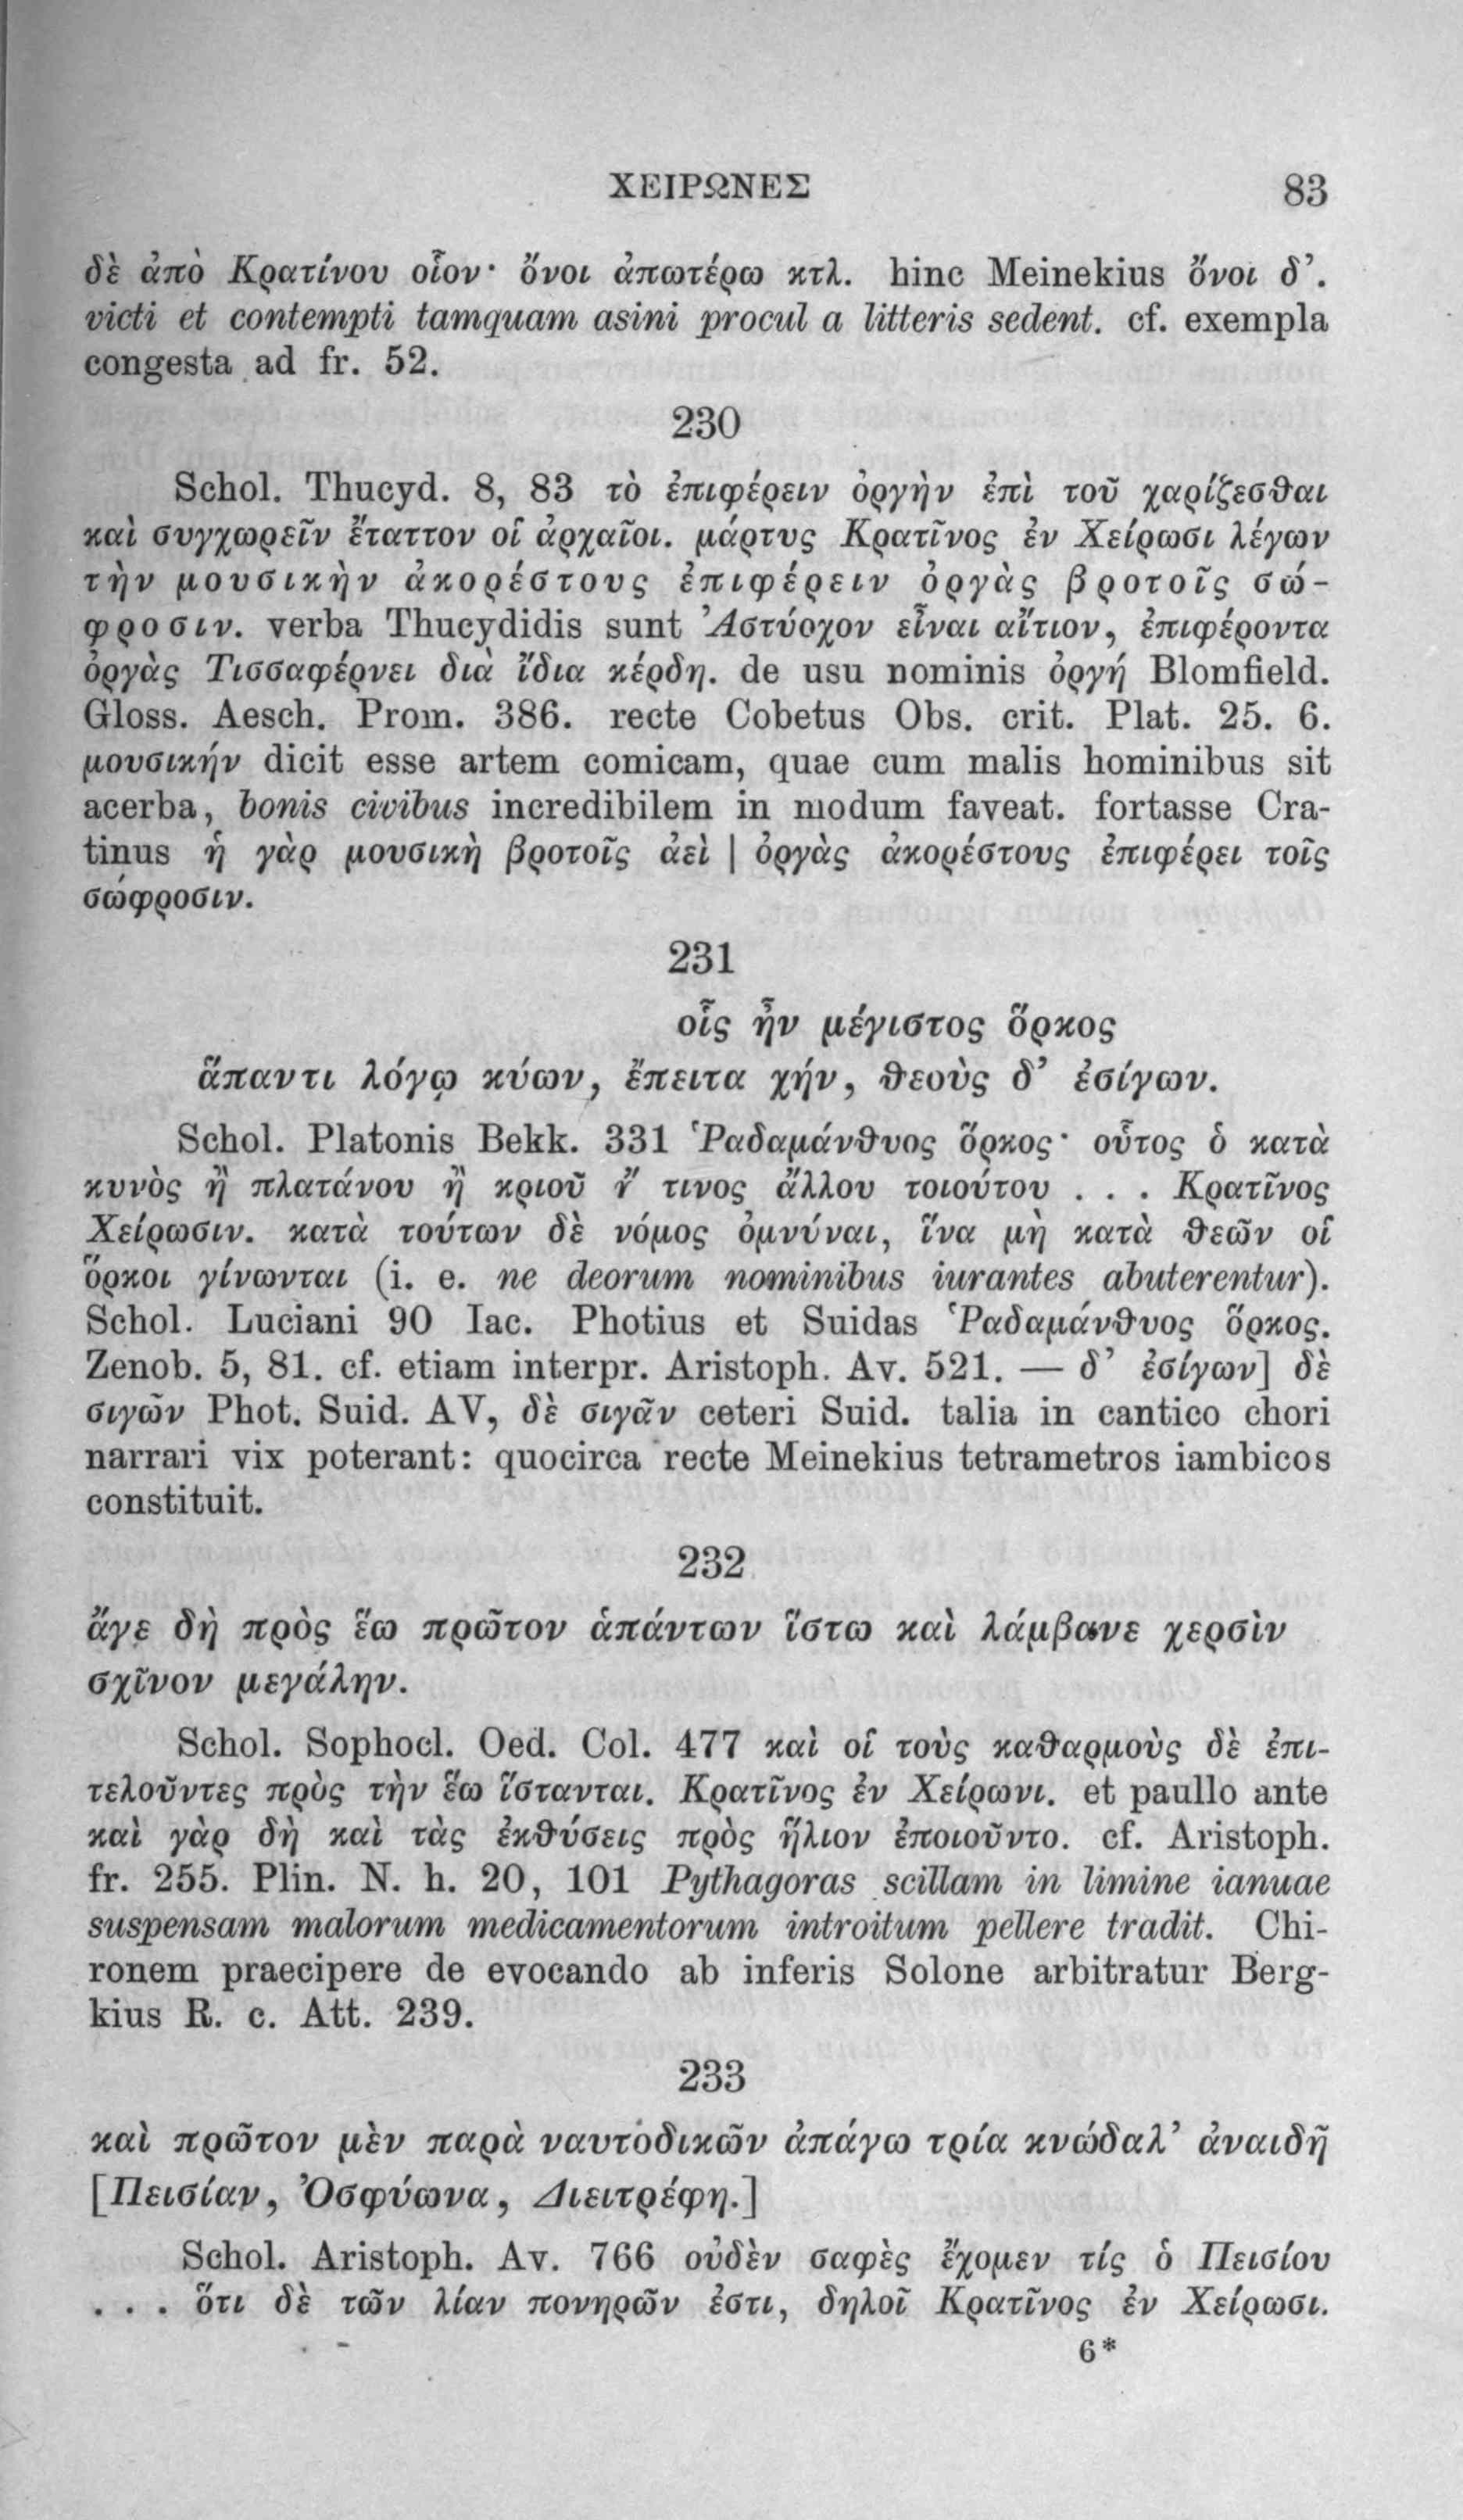 ΧΕΙΡΩΝΕΣ 83
δὲ ἀπὸ Κρατίνου οἷον· ὄνοι ἀπωτέρω κτλ. hinc Meinekius ὄνοι δ’.
victi et contempti tamquam asini procul a litteris sedent. cf. exempla
congesta ad fr. 52.
230
Schol. Thucyd. 8, 83 τὸ ἐπιφέρειν ὀργὴν ἐπὶ τοῦ χαρίζεσθαι
καὶ συγχωρεῖν ἔταττον οἱ ἀρχαῖοι. μάρτυς Κρατῖνος ἐν Χείρωσι λέγων
τὴν μουσικὴν ἀκορέστους ἐπιφέρειν ὀργὰς βροτοῖς σώ-
φροσιν. verba Thucydidis sunt Ἀστύοχον εἶναι αἴτιον, ἐπιφέροντα
ὀργὰς Τισσαφέρνει διὰ ἴδια κέρδη. de usu nominis ὀργή Blomfield.
Gloss. Aesch. Prom. 386. recte Cobetus Obs. crit. Plat. 25. 6.
μουσικήν dicit esse artem comicam, quae cum malis hominibus sit
acerba, bonis civibus incredibilem in modum faveat. fortasse Cra-
tinus ἡ γὰρ μουσικὴ βροτοῖς ἀεὶ | ὀργὰς ἀκορέστους ἐπιφέρει τοῖς
σώφροσιν.
231
οἷς ἦν μέγιστος ὅρκος
ἅπαντι λόγῳ κύων, ἔπειτα χήν, θεοὺς δ’ ἐσίγων.
Schol. Platonis Bekk. 331 Ῥαδαμάνθυος ὅρκος· οὗτος ὁ κατὰ
κυνὸς ἢ πλατάνου ἢ κριοῦ ἤ τινος ἄλλου τοιούτου . . . Κρατῖνος
Χείρωσιν. κατὰ τούτων δὲ νόμος ὀμνύναι, ἵνα μὴ κατὰ θεῶν οἱ
ὅρκοι γίνωνται (i. e. ne deorum nominibus iurantes abuterentur).
Schol. Luciani 90 Iac. Photius et Suidas Ῥαδαμάνθυος ὅρκος.
Zenob. 5, 81. cf. etiam interpr. Aristoph. Av. 521. — δ’ ἐσίγων] δὲ
σιγῶν Phot. Suid. AV, δὲ σιγᾶν ceteri Suid. talia in cantico chori
narrari vix poterant: quocirca recte Meinekius tetrametros iambicos
constituit.
232
ἄγε δὴ πρὸς ἕω πρῶτον ἁπάντων ἵστω καὶ λάμβανε χερσὶν
σχῖνον μεγάλην.
Schol. Sophocl. Oed. Col. 477 καὶ οἱ τοὺς καθαρμοὺς δὲ ἐπι-
τελοῦντες πρὸς τὴν ἕω ἵστανται. Κρατῖνος ἐν Χείρωνι. et paullo ante
καὶ γὰρ δὴ καὶ τὰς ἐκθύσεις πρὸς ἥλιον ἐποιοῦντο. cf. Aristoph.
fr. 255. Plin. N. h. 20, 101 Pythagoras scillam in limine ianuae
suspensam malorum medicamentorum introitum pellere tradit. Chi-
ronem praecipere de evocando ab inferis Solone arbitratur Berg-
kius R. c. Att. 239.
233
καὶ πρῶτον μὲν παρὰ ναυτοδικῶν ἀπάγω τρία κνώδαλ’ ἀναιδῆ
[Πεισίαν, Ὀσφύωνα, Διειτρέφη.]
Schol. Aristoph. Av. 766 οὐδὲν σαφὲς ἔχομεν τίς ὁ Πεισίου
. . . ὅτι δὲ τῶν λίαν πονηρῶν ἐστι, δηλοῖ Κρατῖνος ἐν Χείρωσι.
6*